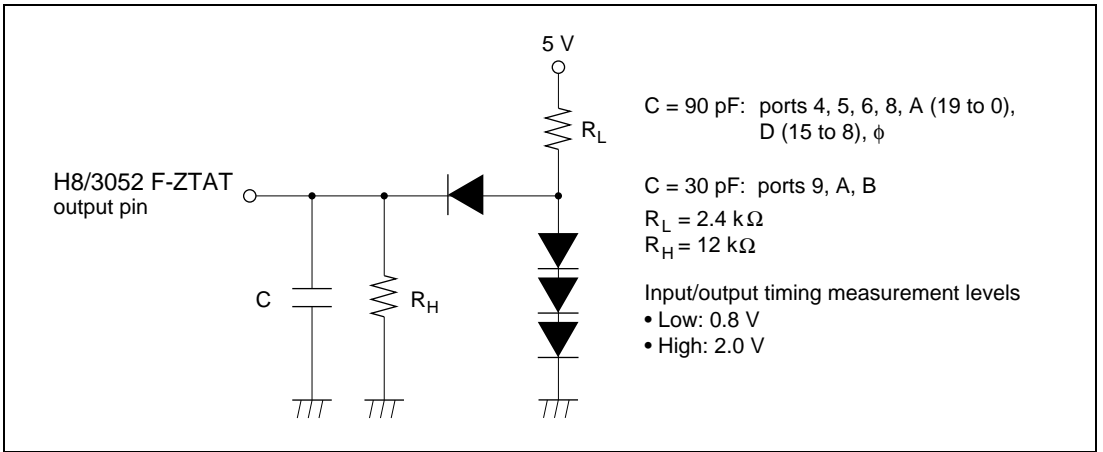 5 V
R_L
H8/3052 F-ZTAT
output pin
C
R_H
C = 90 pF: ports 4, 5, 6, 8, A (19 to 0),
D (15 to 8), ϕ
C = 30 pF: ports 9, A, B
R_L = 2.4 kΩ
R_H = 12 kΩ
Input/output timing measurement levels
• Low: 0.8 V
• High: 2.0 V